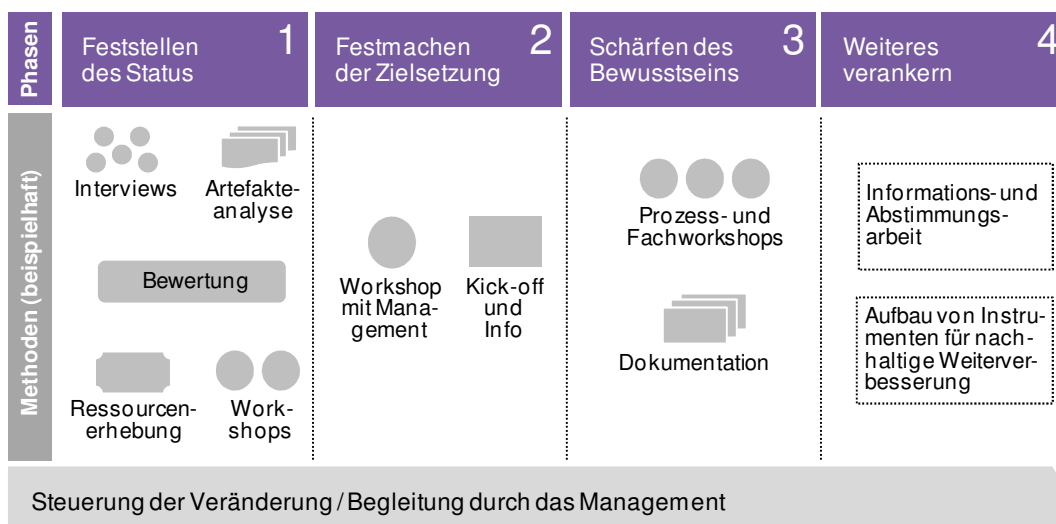 Phasen
Feststellen
des Status
1
Festmachen
der Zielsetzung
2
Schärfen des
Bewusstseins
3
Weiteres
verankern
4
Methoden (beispielhaft)
Interviews
Artefakte-
analyse
Bewertung
Ressourcen-
erhebung
Work-
shops
Workshop
mit Mana-
gement
Kick-off
und
Info
Prozess- und
Fachworkshops
Dokumentation
Informations- und
Abstimmungs-
arbeit
Aufbau von Instru-
menten für nach-
haltige Weiterver-
besserung
Steuerung der Veränderung / Begleitung durch das Management